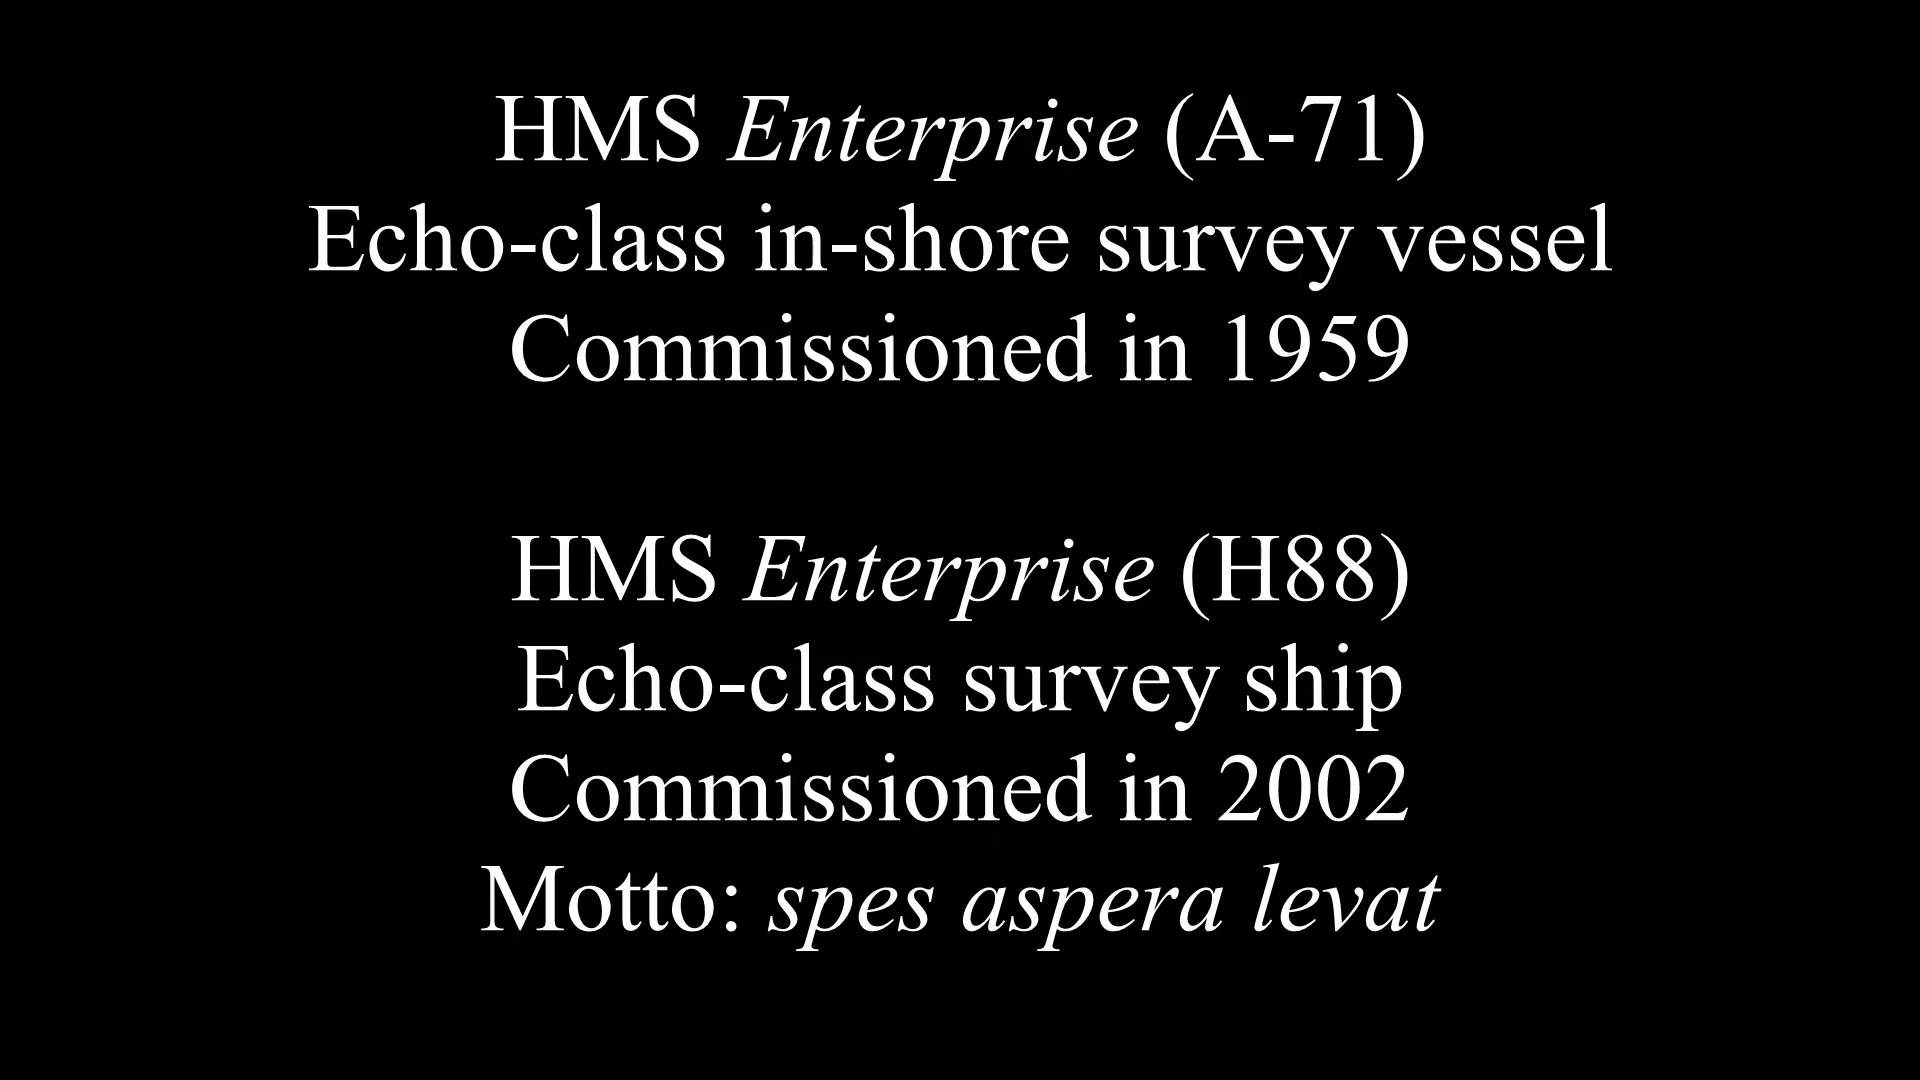 HMS Enterprise (A-71)
Echo-class in-shore survey vessel
Commissioned in 1959
HMS Enterprise (H88)
Echo-class survey ship
Commissioned in 2002
Motto: spes aspera levat